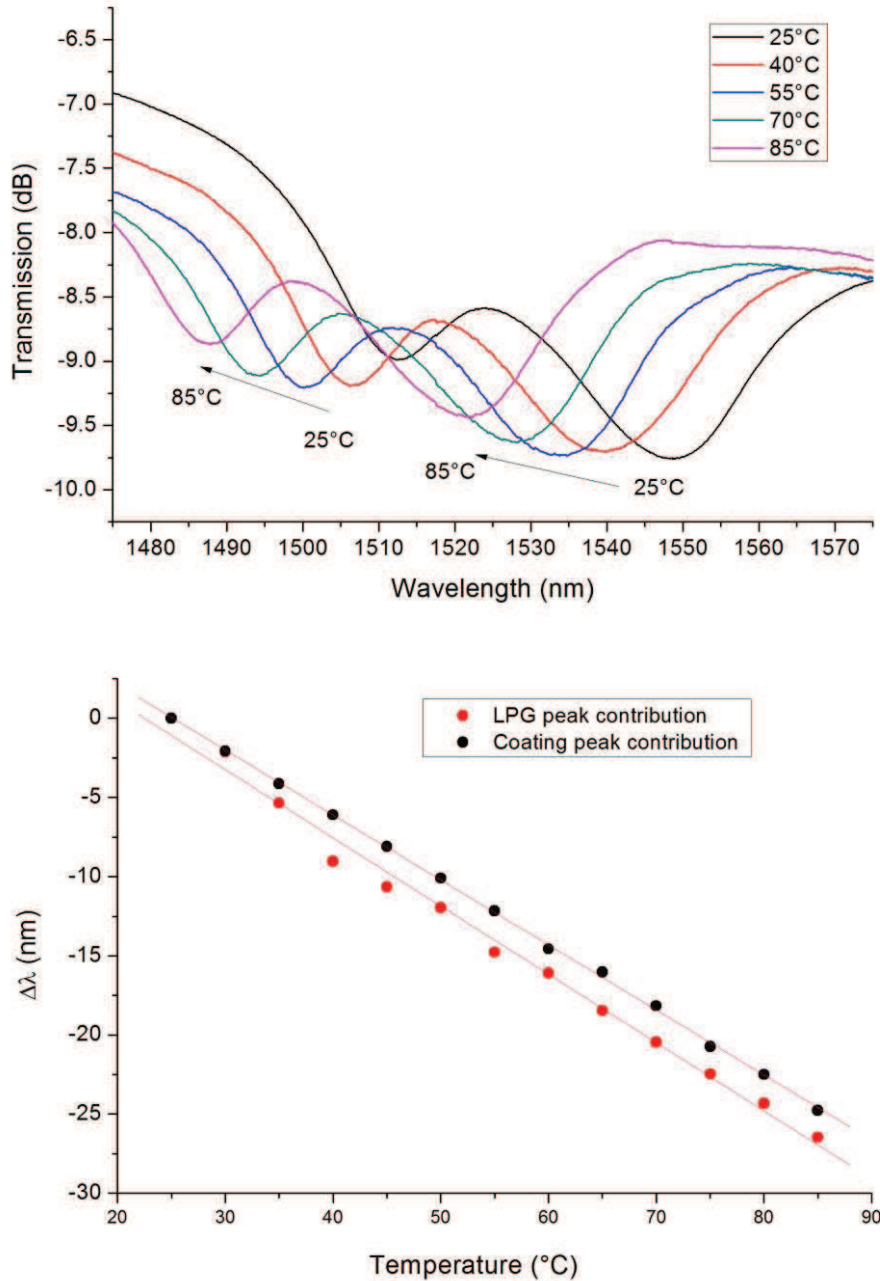 -6.5
-7.0
-7.5
-8.0
-8.5
-9.0
-9.5
-10.0
Transmission (dB)
25°C
40°C
55°C
70°C
85°C
85°C
25°C
85°C
25°C
1480 1490 1500 1510 1520 1530 1540 1550 1560 1570
Wavelength (nm)
0
-5
-10
-15
-20
-25
-30
Δλ (nm)
LPG peak contribution
Coating peak contribution
20 30 40 50 60 70 80 90
Temperature (°C)